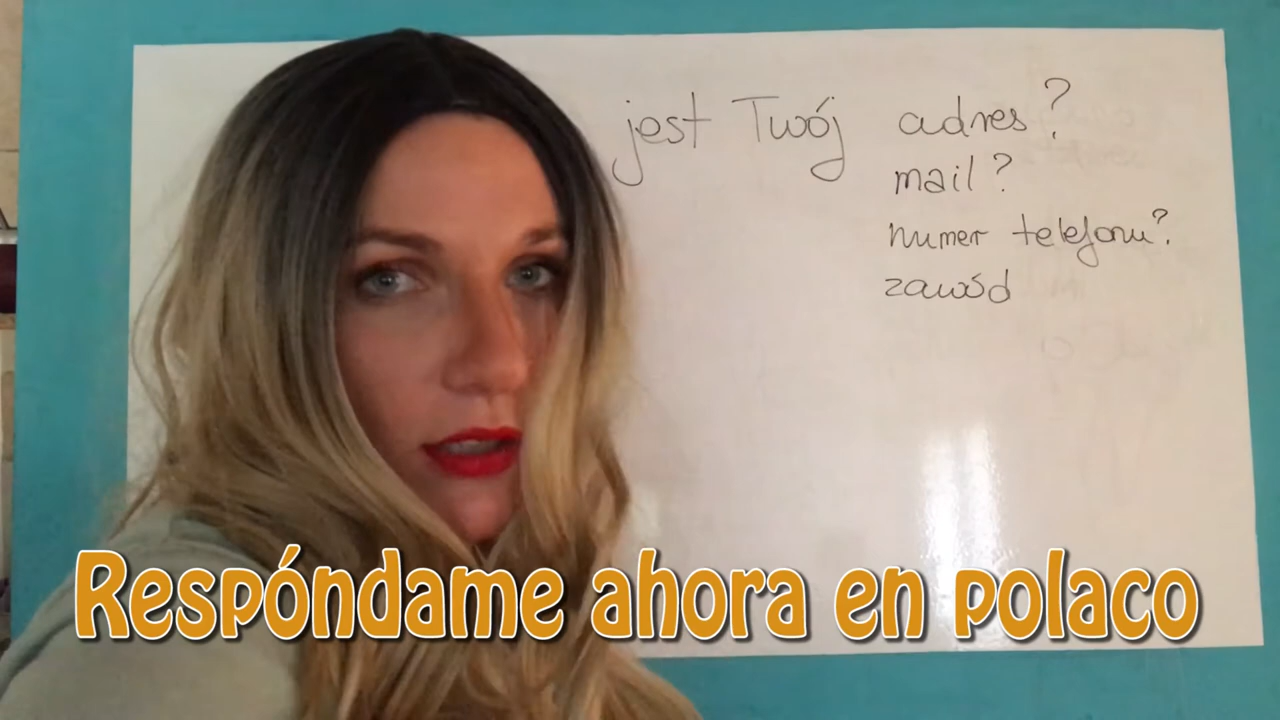 jest Twój adres?
mail?
numer telefonu?
zawód
Respóndame ahora en polaco